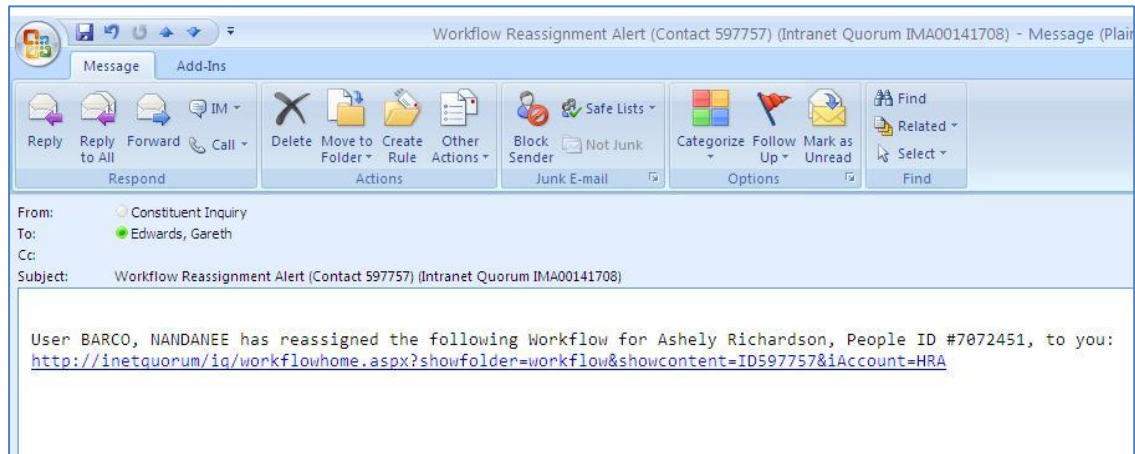 Workflow Reassignment Alert (Contact 597757) (Intranet Quorum IMA00141708) - Message (Plain
Message Add-Ins
Reply
Reply to All
Forward
IM
Call
Respond
Delete
Move to Folder
Create Rule
Other Actions
Actions
Block Sender
Safe Lists
Not Junk
Junk E-mail
Categorize
Follow Up
Mark as Unread
Options
Find
Related
Select
Find
From: Constituent Inquiry
To: Edwards, Gareth
Cc:
Subject: Workflow Reassignment Alert (Contact 597757) (Intranet Quorum IMA00141708)
User BARCO, NANDANEE has reassigned the following Workflow for Ashely Richardson, People ID #7072451, to you:
http://inetquorum/iq/workflowhome.aspx?showfolder=workflow&showcontent=ID597757&iAccount=HRA